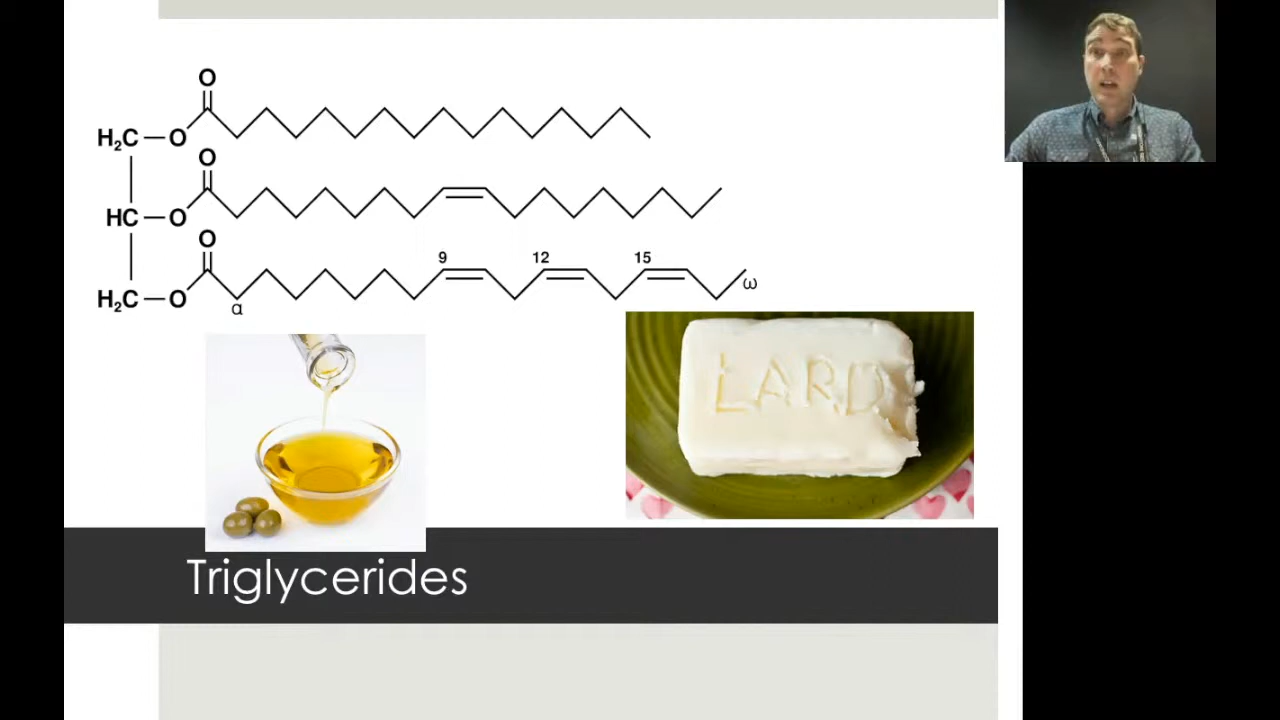 O
H₂C—O
O
HC—O
O
9 12 15
H₂C—O
α
ω
LARD
Triglycerides